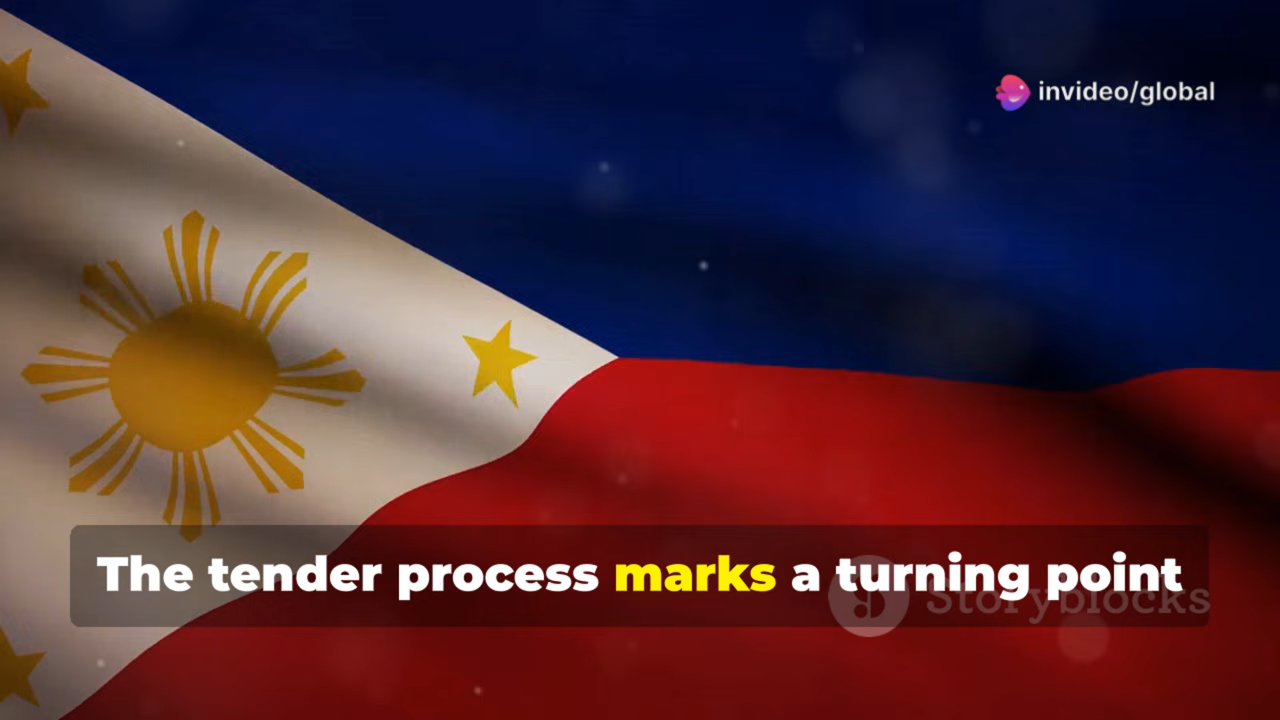 invideo/global
The tender process marks a turning point
Storyblocks